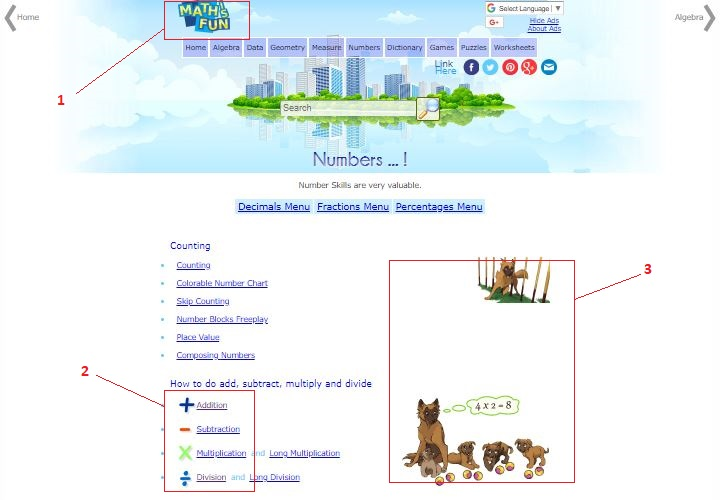 Home
MATHS
FUN
Select Language ▼
G+
Hide Ads
About Ads
Algebra
Home Algebra Data Geometry Measure Numbers Dictionary Games Puzzles Worksheets
Link
Here
Search
1
Numbers ... !
Number Skills are very valuable.
Decimals Menu Fractions Menu Percentages Menu
Counting
Counting
Colorable Number Chart
Skip Counting
Number Blocks Freeplay
Place Value
Composing Numbers
3
2
How to do add, subtract, multiply and divide
Addition
Subtraction
Multiplication and Long Multiplication
Division and Long Division
4 x 2 = 8